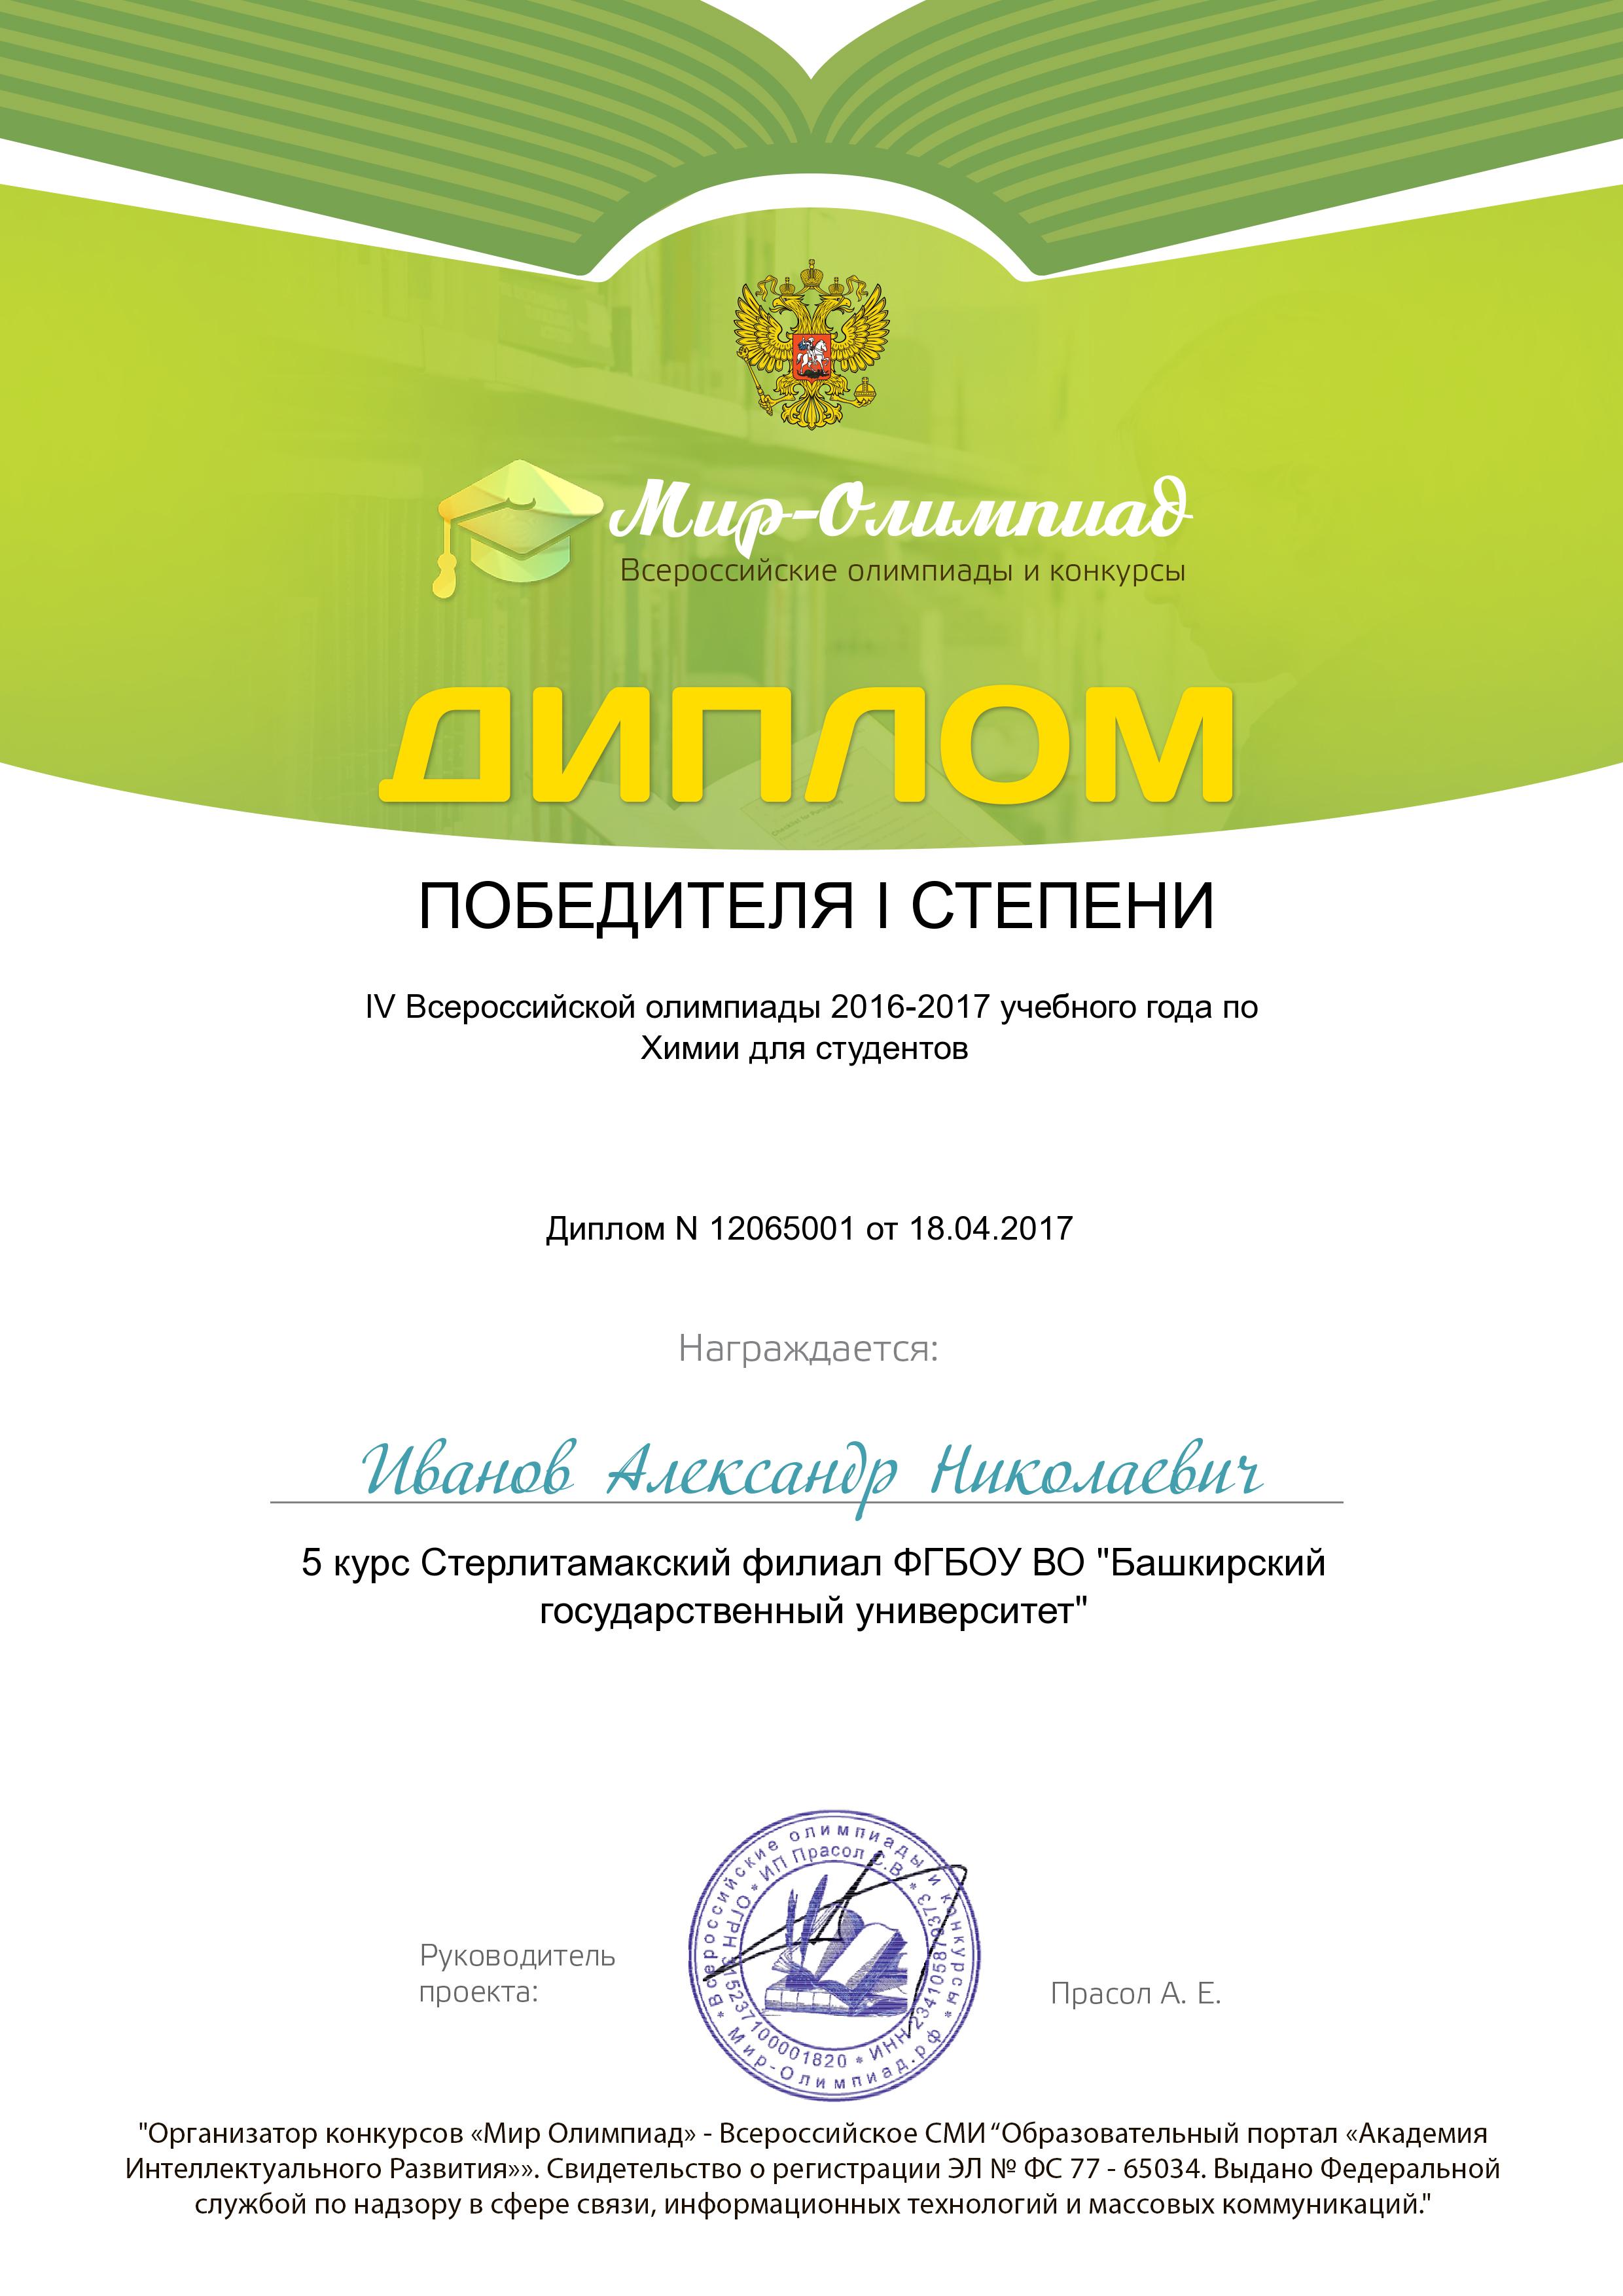 Мир-Олимпиад
Всероссийские олимпиады и конкурсы
ДИПЛОМ
ПОБЕДИТЕЛЯ I СТЕПЕНИ
IV Всероссийской олимпиады 2016-2017 учебного года по
Химии для студентов
Диплом N 12065001 от 18.04.2017
Награждается:
Иванов Александр Николаевич
5 курс Стерлитамакский филиал ФГБОУ ВО "Башкирский
государственный университет"
Руководитель
проекта:
* Всероссийские олимпиады и конкурсы *
Мир-Олимпиад.рф
* ИП Прасол С.В. *
ИНН 234105879373
* ОГРН 315237100001820 *
Прасол А. Е.
"Организатор конкурсов «Мир Олимпиад» - Всероссийское СМИ “Образовательный портал «Академия
Интеллектуального Развития»». Свидетельство о регистрации ЭЛ № ФС 77 - 65034. Выдано Федеральной
службой по надзору в сфере связи, информационных технологий и массовых коммуникаций."